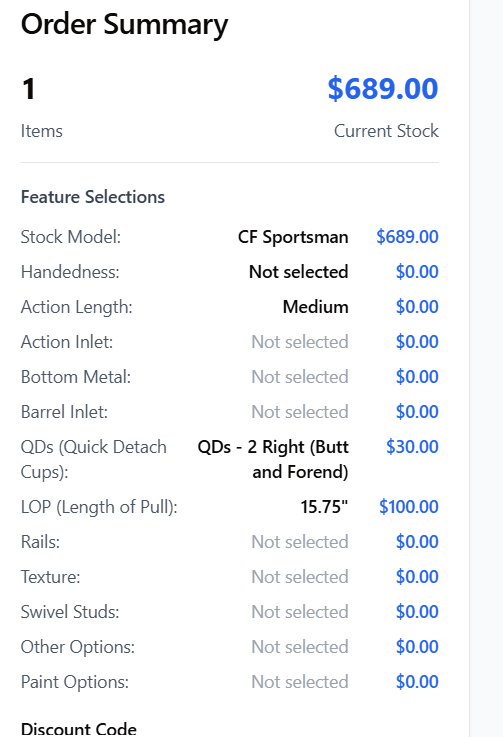 Order Summary
1 $689.00
Items Current Stock
Feature Selections
Stock Model: CF Sportsman $689.00
Handedness: Not selected $0.00
Action Length: Medium $0.00
Action Inlet: Not selected $0.00
Bottom Metal: Not selected $0.00
Barrel Inlet: Not selected $0.00
QDs (Quick Detach QDs - 2 Right (Butt $30.00
Cups): and Forend)
LOP (Length of Pull): 15.75" $100.00
Rails: Not selected $0.00
Texture: Not selected $0.00
Swivel Studs: Not selected $0.00
Other Options: Not selected $0.00
Paint Options: Not selected $0.00
Discount Code